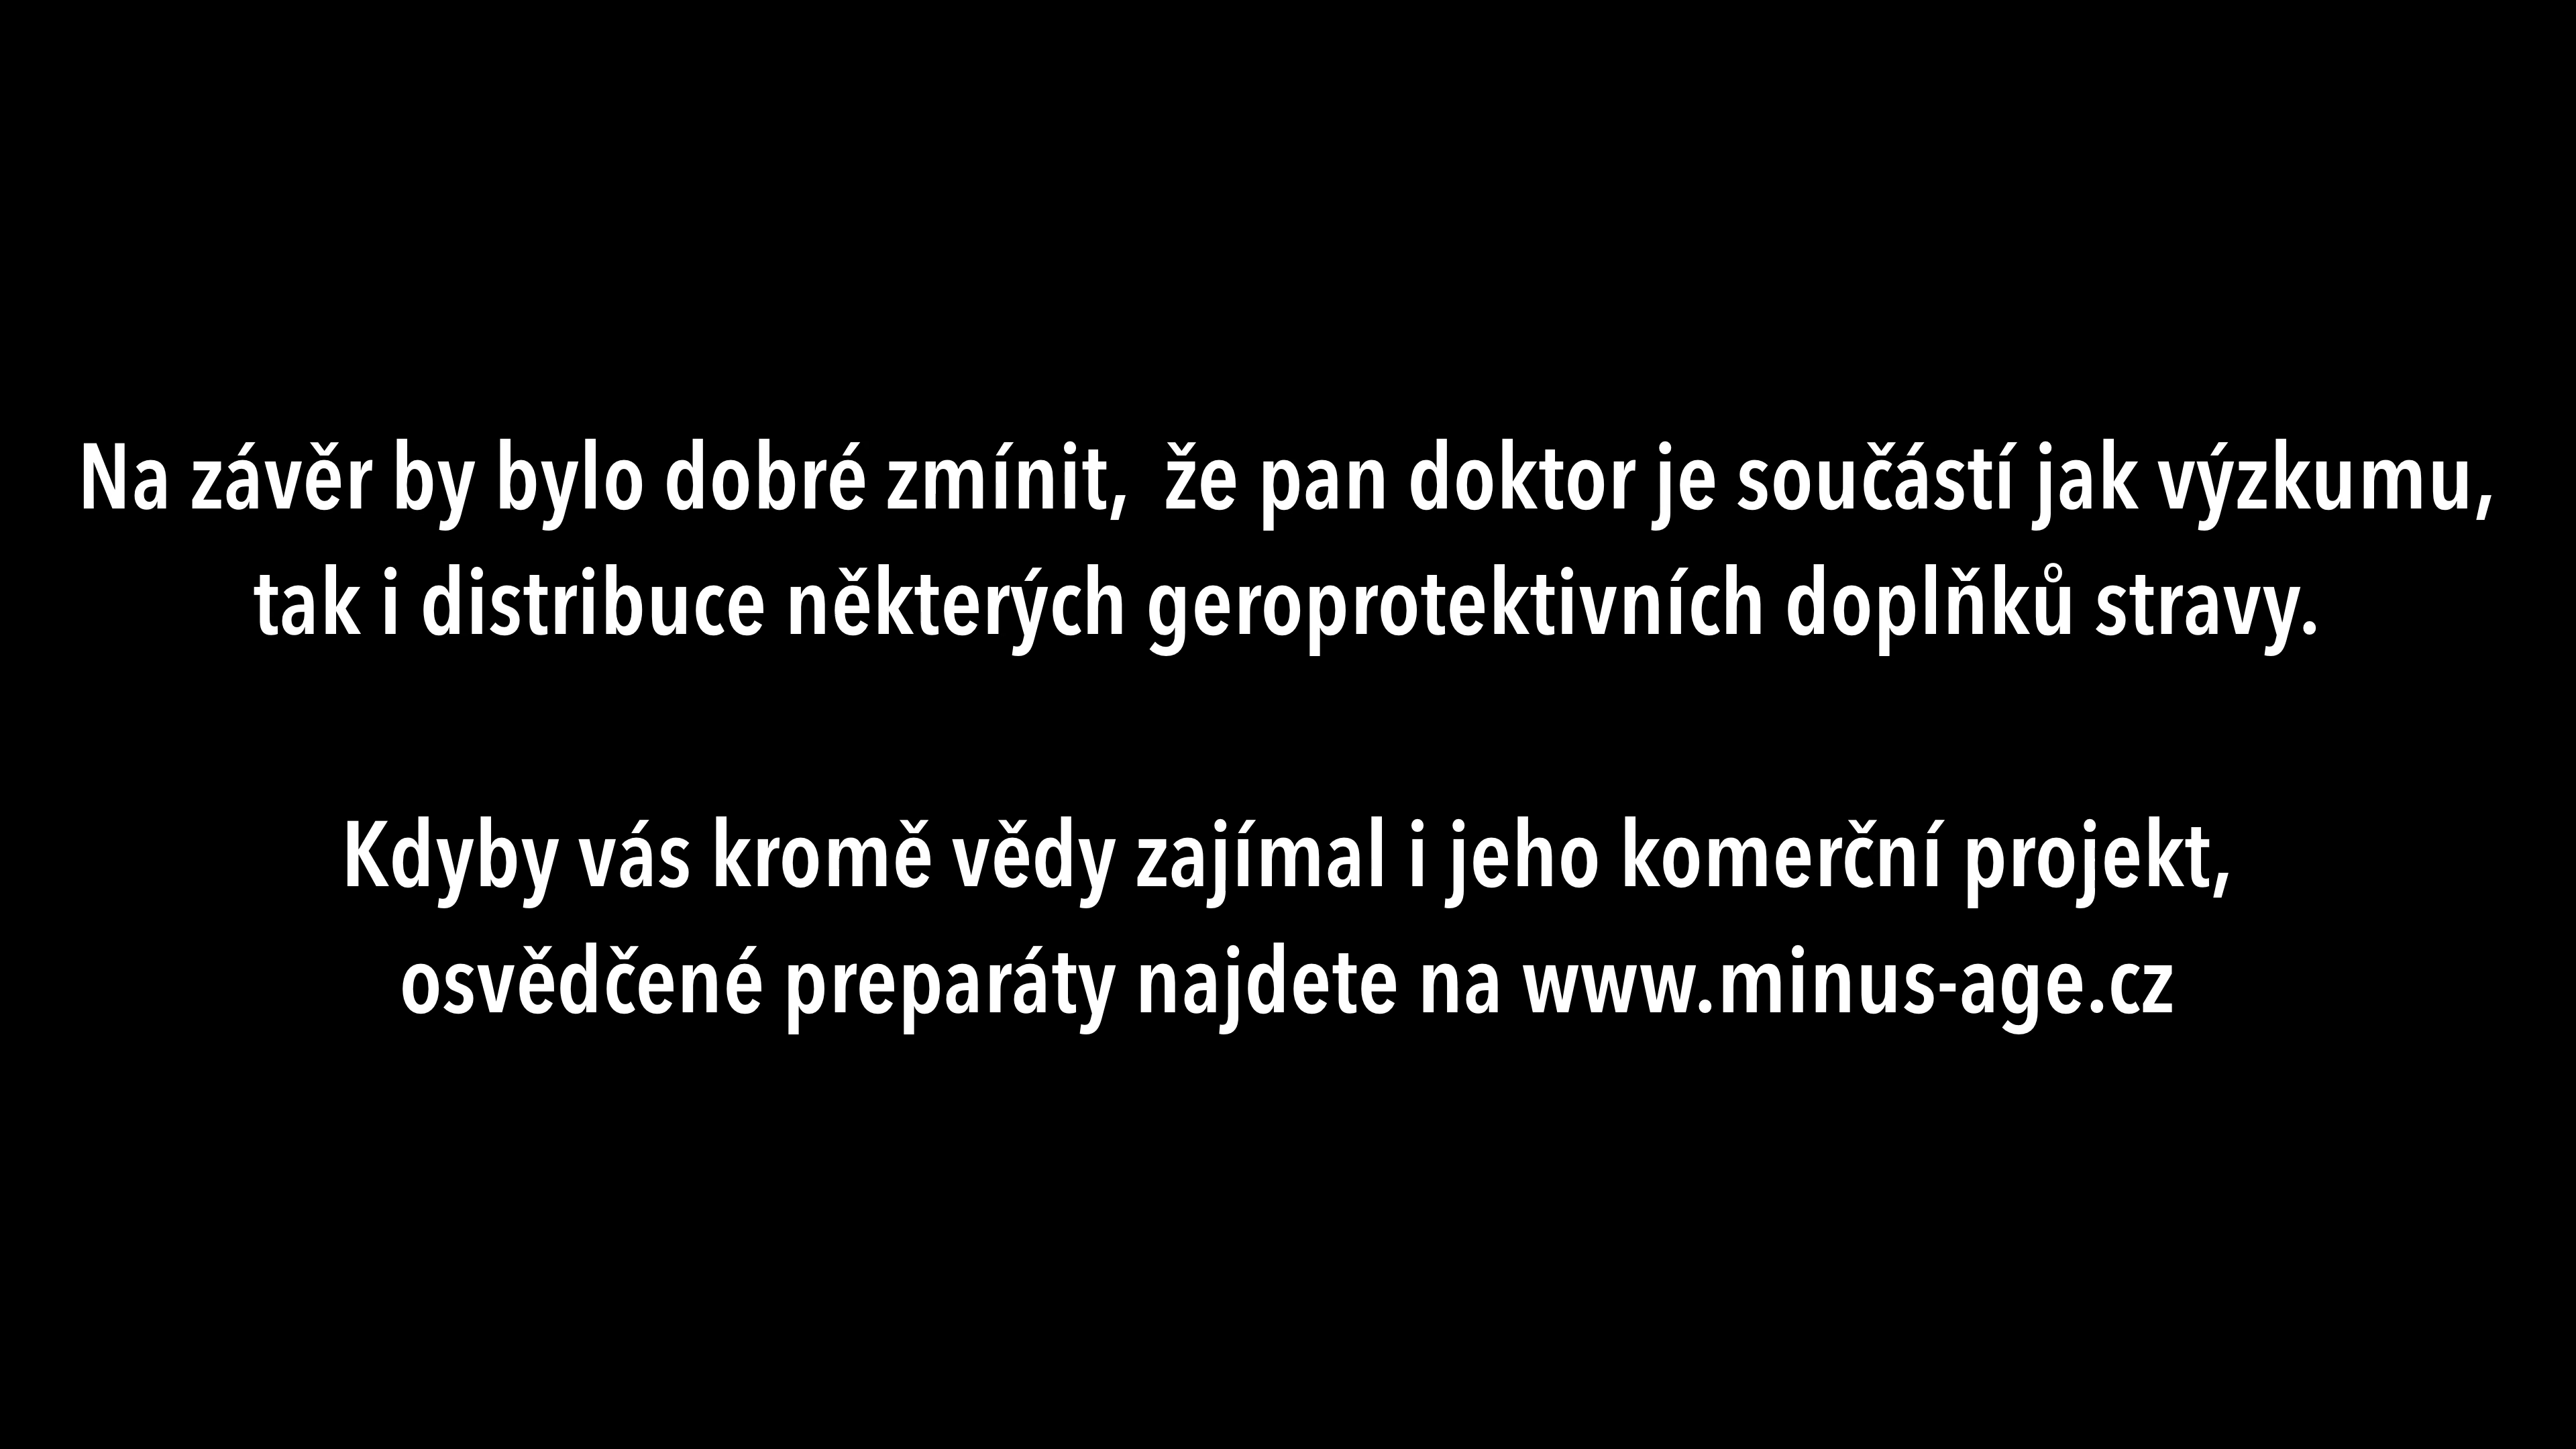 Na závěr by bylo dobré zmínit,  že pan doktor je součástí jak výzkumu,
tak i distribuce některých geroprotektivních doplňků stravy.
Kdyby vás kromě vědy zajímal i jeho komerční projekt,
osvědčené preparáty najdete na www.minus-age.cz